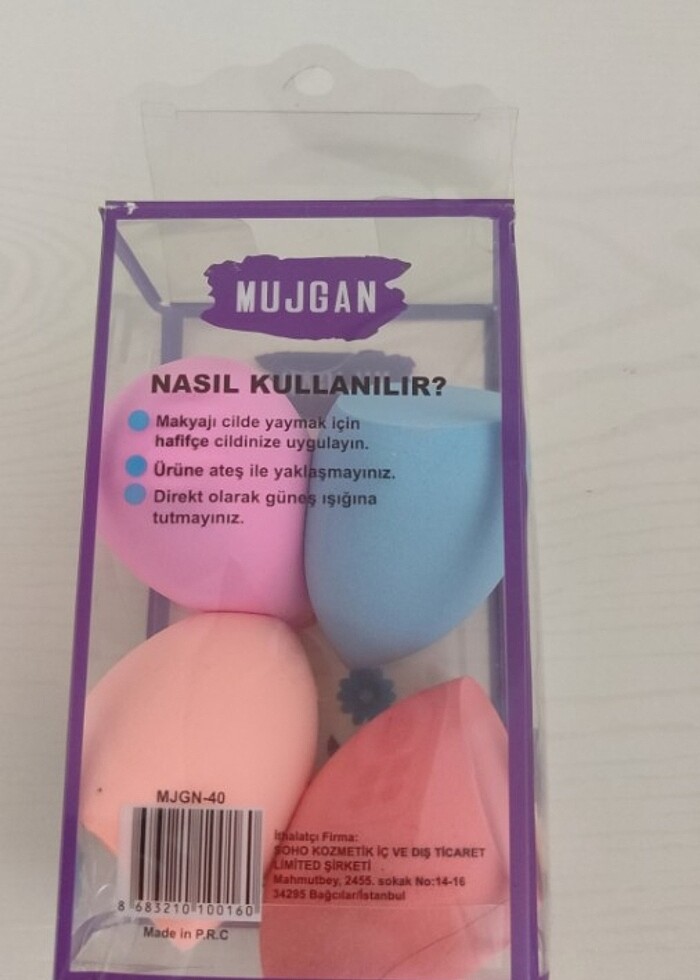 MUJGAN
NASIL KULLANILIR?
Makyajı cilde yaymak için
hafifçe cildinize uygulayın.
Ürüne ateş ile yaklaşmayınız.
Direkt olarak güneş ışığına
tutmayınız.
MJGN-40
8 683210 100160
Made in P.R.C
İthalatçı Firma:
SOHO KOZMETİK İÇ VE DIŞ TİCARET
LİMİTED ŞİRKETİ
Mahmutbey, 2455. sokak No:14-16
34295 Bağcılar/İstanbul